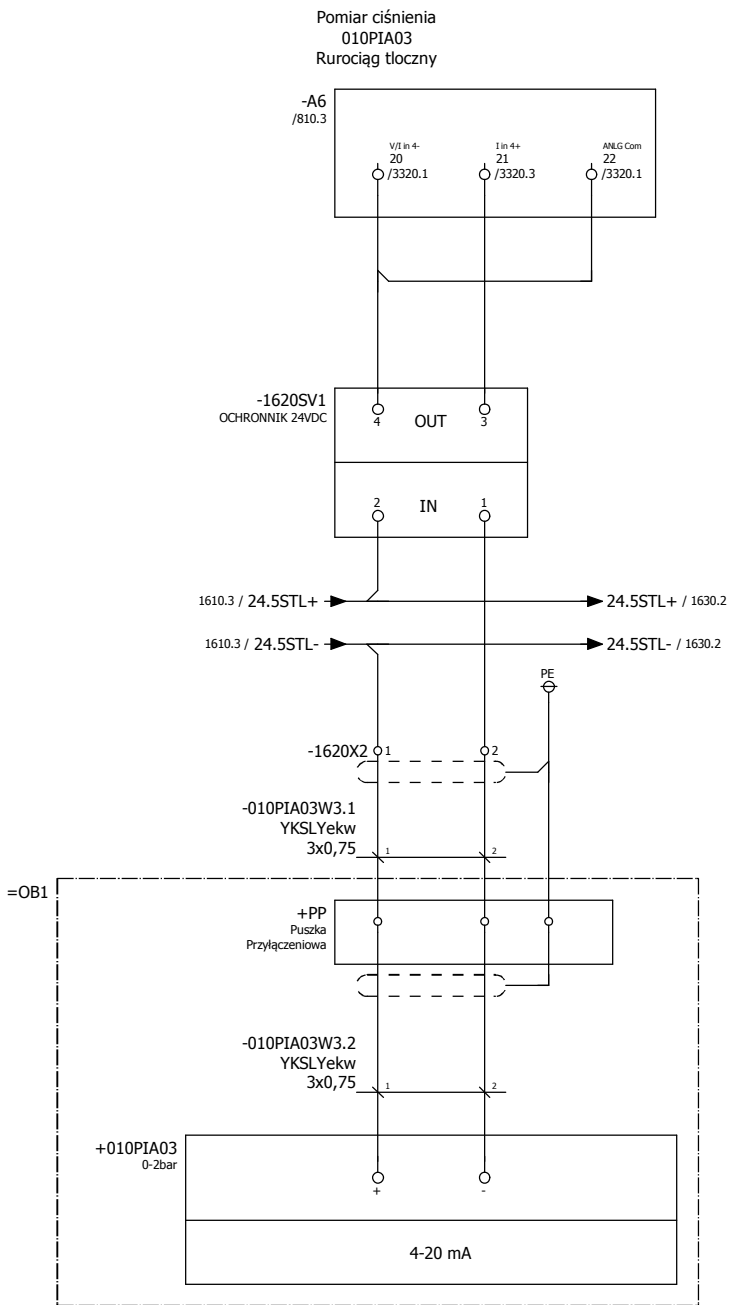 Pomiar ciśnienia
010PIA03
Rurociąg tłoczny
-A6
/810.3
V/I in 4-
20
/3320.1
I in 4+
21
/3320.3
ANLG Com
22
/3320.1
-1620SV1
OCHRONNIK 24VDC
4 OUT 3
2 IN 1
1610.3 / 24.5STL+ 24.5STL+ / 1630.2
1610.3 / 24.5STL- 24.5STL- / 1630.2
PE
-1620X2 1 2
-010PIA03W3.1
YKSLYekw
3x0,75 1 2
=OB1
+PP
Puszka
Przyłączeniowa
-010PIA03W3.2
YKSLYekw
3x0,75 1 2
+010PIA03
0-2bar
+ -
4-20 mA